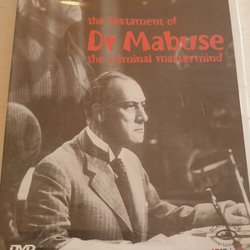 the testament of
Dr Mabuse
the criminal mastermind
DVD